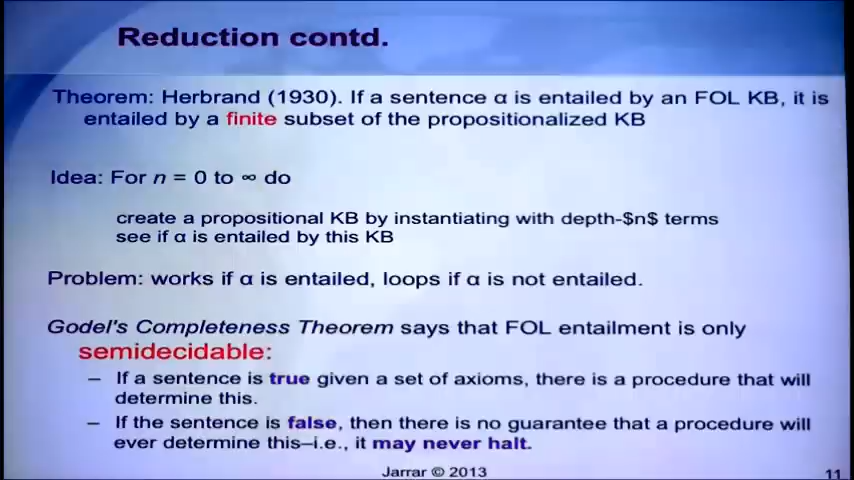 Reduction contd.
Theorem: Herbrand (1930). If a sentence α is entailed by an FOL KB, it is
entailed by a finite subset of the propositionalized KB
Idea: For n = 0 to ∞ do
create a propositional KB by instantiating with depth-$n$ terms
see if α is entailed by this KB
Problem: works if α is entailed, loops if α is not entailed.
Godel's Completeness Theorem says that FOL entailment is only
semidecidable:
– If a sentence is true given a set of axioms, there is a procedure that will
determine this.
– If the sentence is false, then there is no guarantee that a procedure will
ever determine this–i.e., it may never halt.
Jarrar © 2013
11